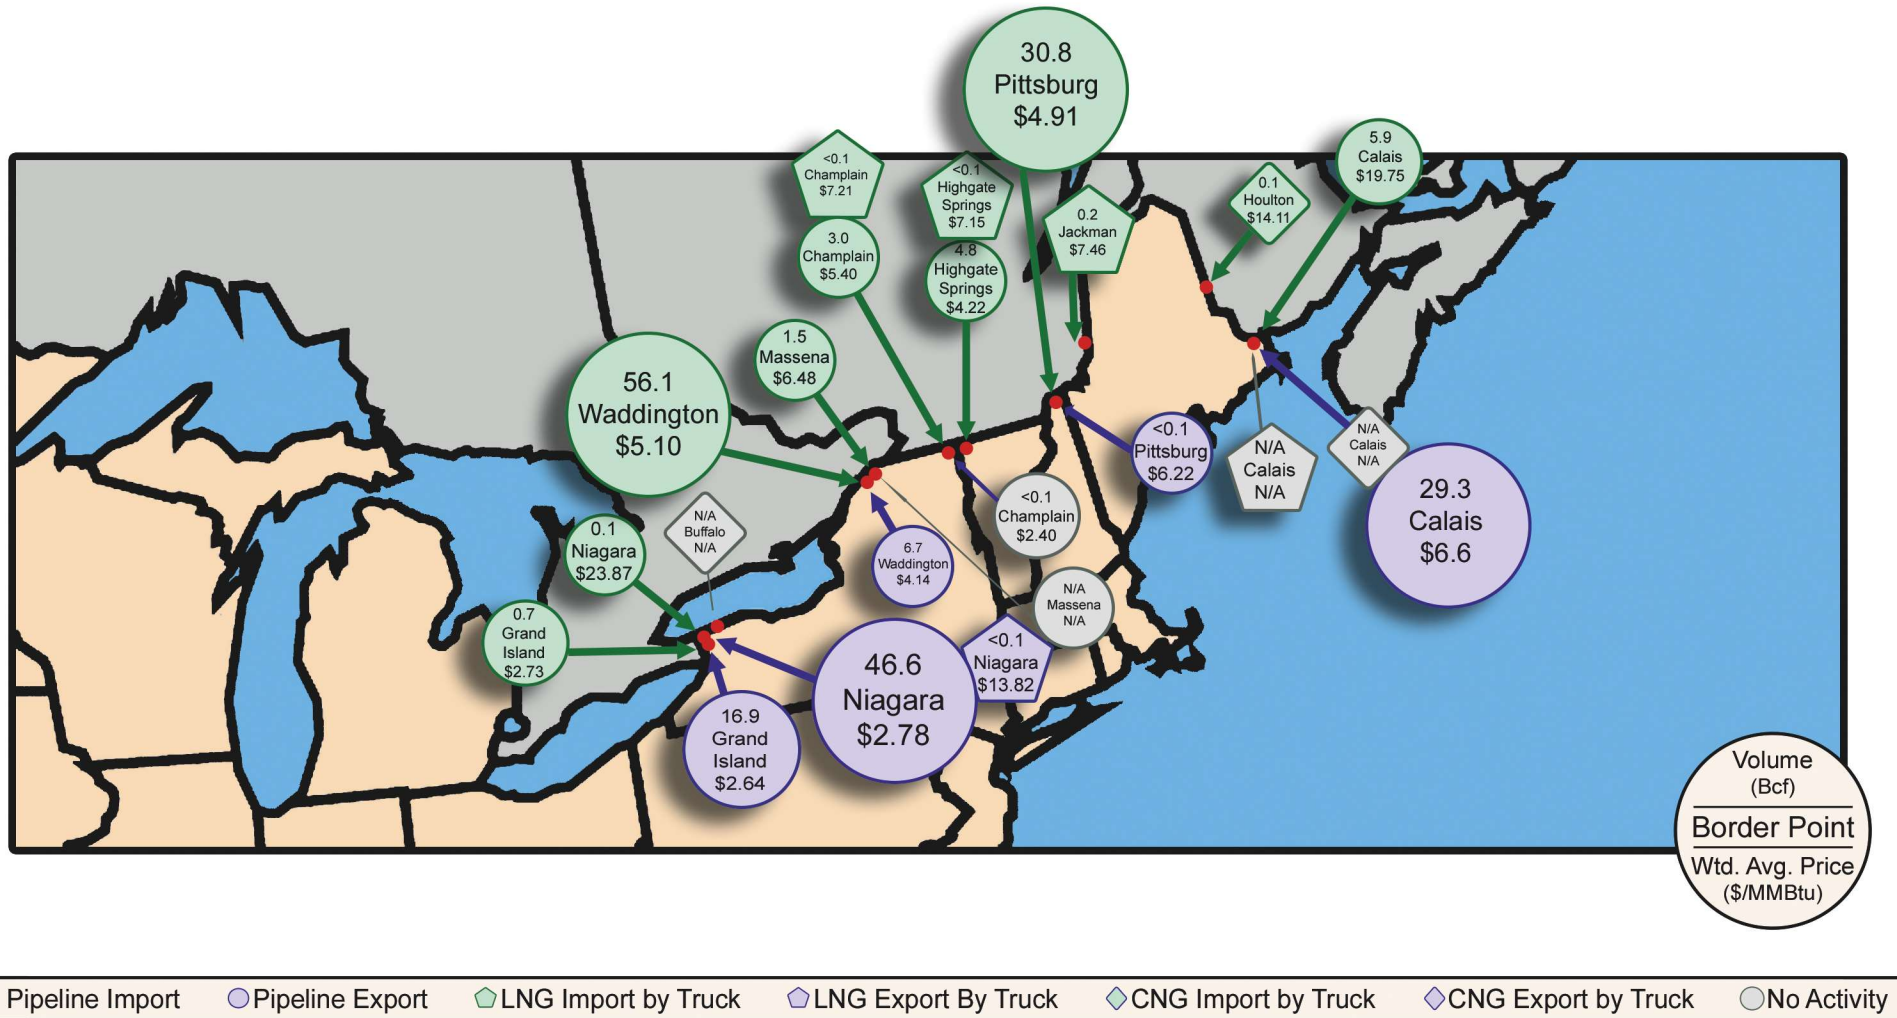 30.8
Pittsburg
$4.91
<0.1
Champlain
$7.21
3.0
Champlain
$5.40
<0.1
Highgate
Springs
$7.15
4.8
Highgate
Springs
$4.22
0.2
Jackman
$7.46
0.1
Houlton
$14.11
5.9
Calais
$19.75
1.5
Massena
$6.48
56.1
Waddington
$5.10
0.1
Niagara
$23.87
N/A
Buffalo
N/A
0.7
Grand
Island
$2.73
6.7
Waddington
$4.14
<0.1
Champlain
$2.40
<0.1
Pittsburg
$6.22
N/A
Calais
N/A
N/A
Calais
N/A
29.3
Calais
$6.6
N/A
Massena
N/A
<0.1
Niagara
$13.82
46.6
Niagara
$2.78
16.9
Grand
Island
$2.64
Volume
(Bcf)
Border Point
Wtd. Avg. Price
($/MMBtu)
Pipeline Import
Pipeline Export
LNG Import by Truck
LNG Export By Truck
CNG Import by Truck
CNG Export by Truck
No Activity